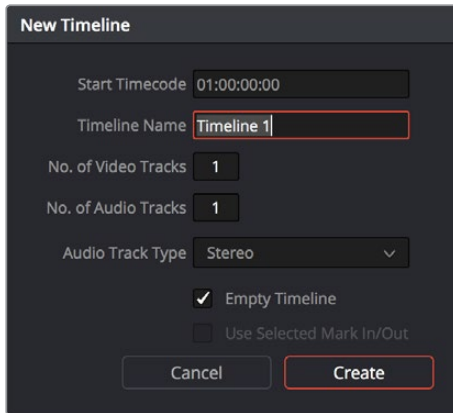 New Timeline
Start Timecode 01:00:00:00
Timeline Name Timeline 1
No. of Video Tracks 1
No. of Audio Tracks 1
Audio Track Type Stereo
Empty Timeline
Use Selected Mark In/Out
Cancel Create